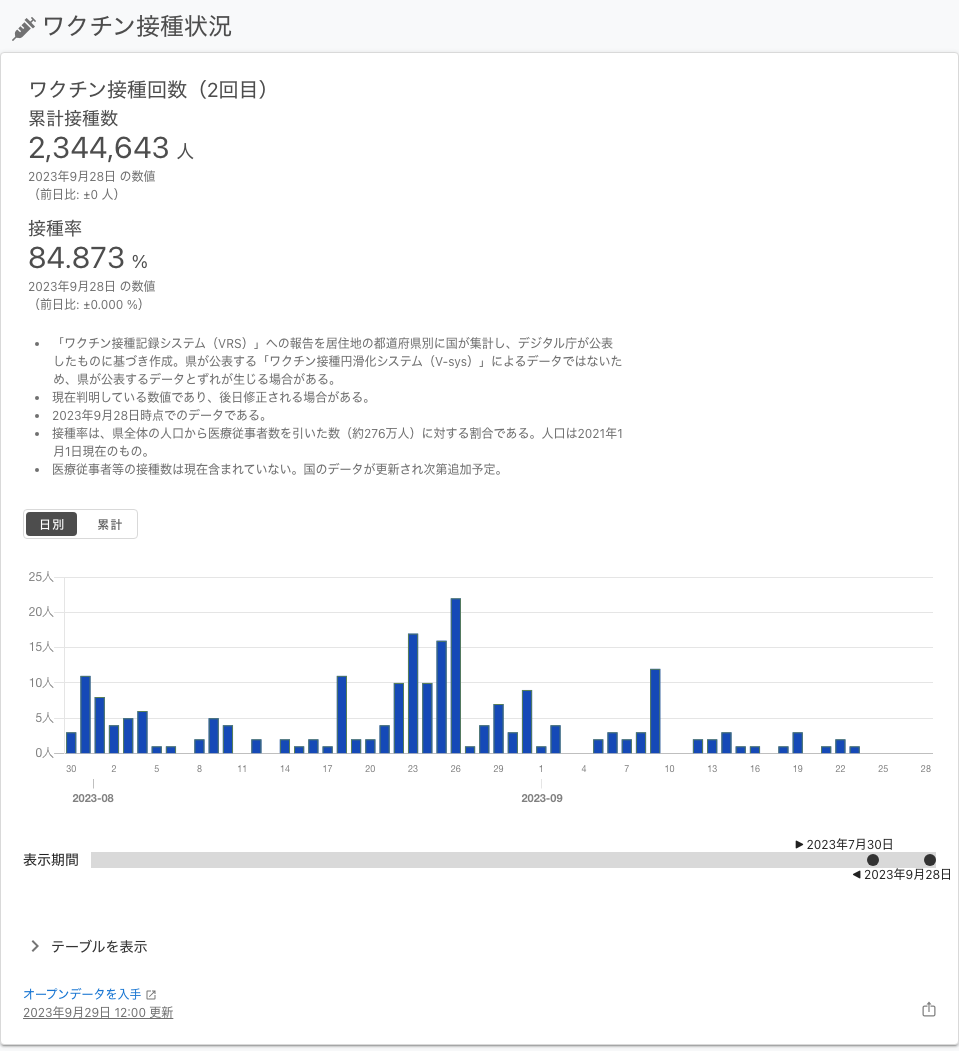 ワクチン接種状況
ワクチン接種回数（2回目）
累計接種数
2,344,643 人
2023年9月28日 の数値
（前日比: ±0 人）
接種率
84.873 %
2023年9月28日 の数値
（前日比: ±0.000 %）
• 「ワクチン接種記録システム（VRS）」への報告を居住地の都道府県別に国が集計し、デジタル庁が公表
したものに基づき作成。県が公表する「ワクチン接種円滑化システム（V-sys）」によるデータではないた
め、県が公表するデータとずれが生じる場合がある。
• 現在判明している数値であり、後日修正される場合がある。
• 2023年9月28日時点でのデータである。
• 接種率は、県全体の人口から医療従事者数を引いた数（約276万人）に対する割合である。人口は2021年1
月1日現在のもの。
• 医療従事者等の接種数は現在含まれていない。国のデータが更新され次第追加予定。
日別 累計
25人
20人
15人
10人
5人
0人
30 2 5 8 11 14 17 20 23 26 29 1 4 7 10 13 16 19 22 25 28
2023-08 2023-09
▶ 2023年7月30日
表示期間
◀ 2023年9月28日
テーブルを表示
オープンデータを入手
2023年9月29日 12:00 更新